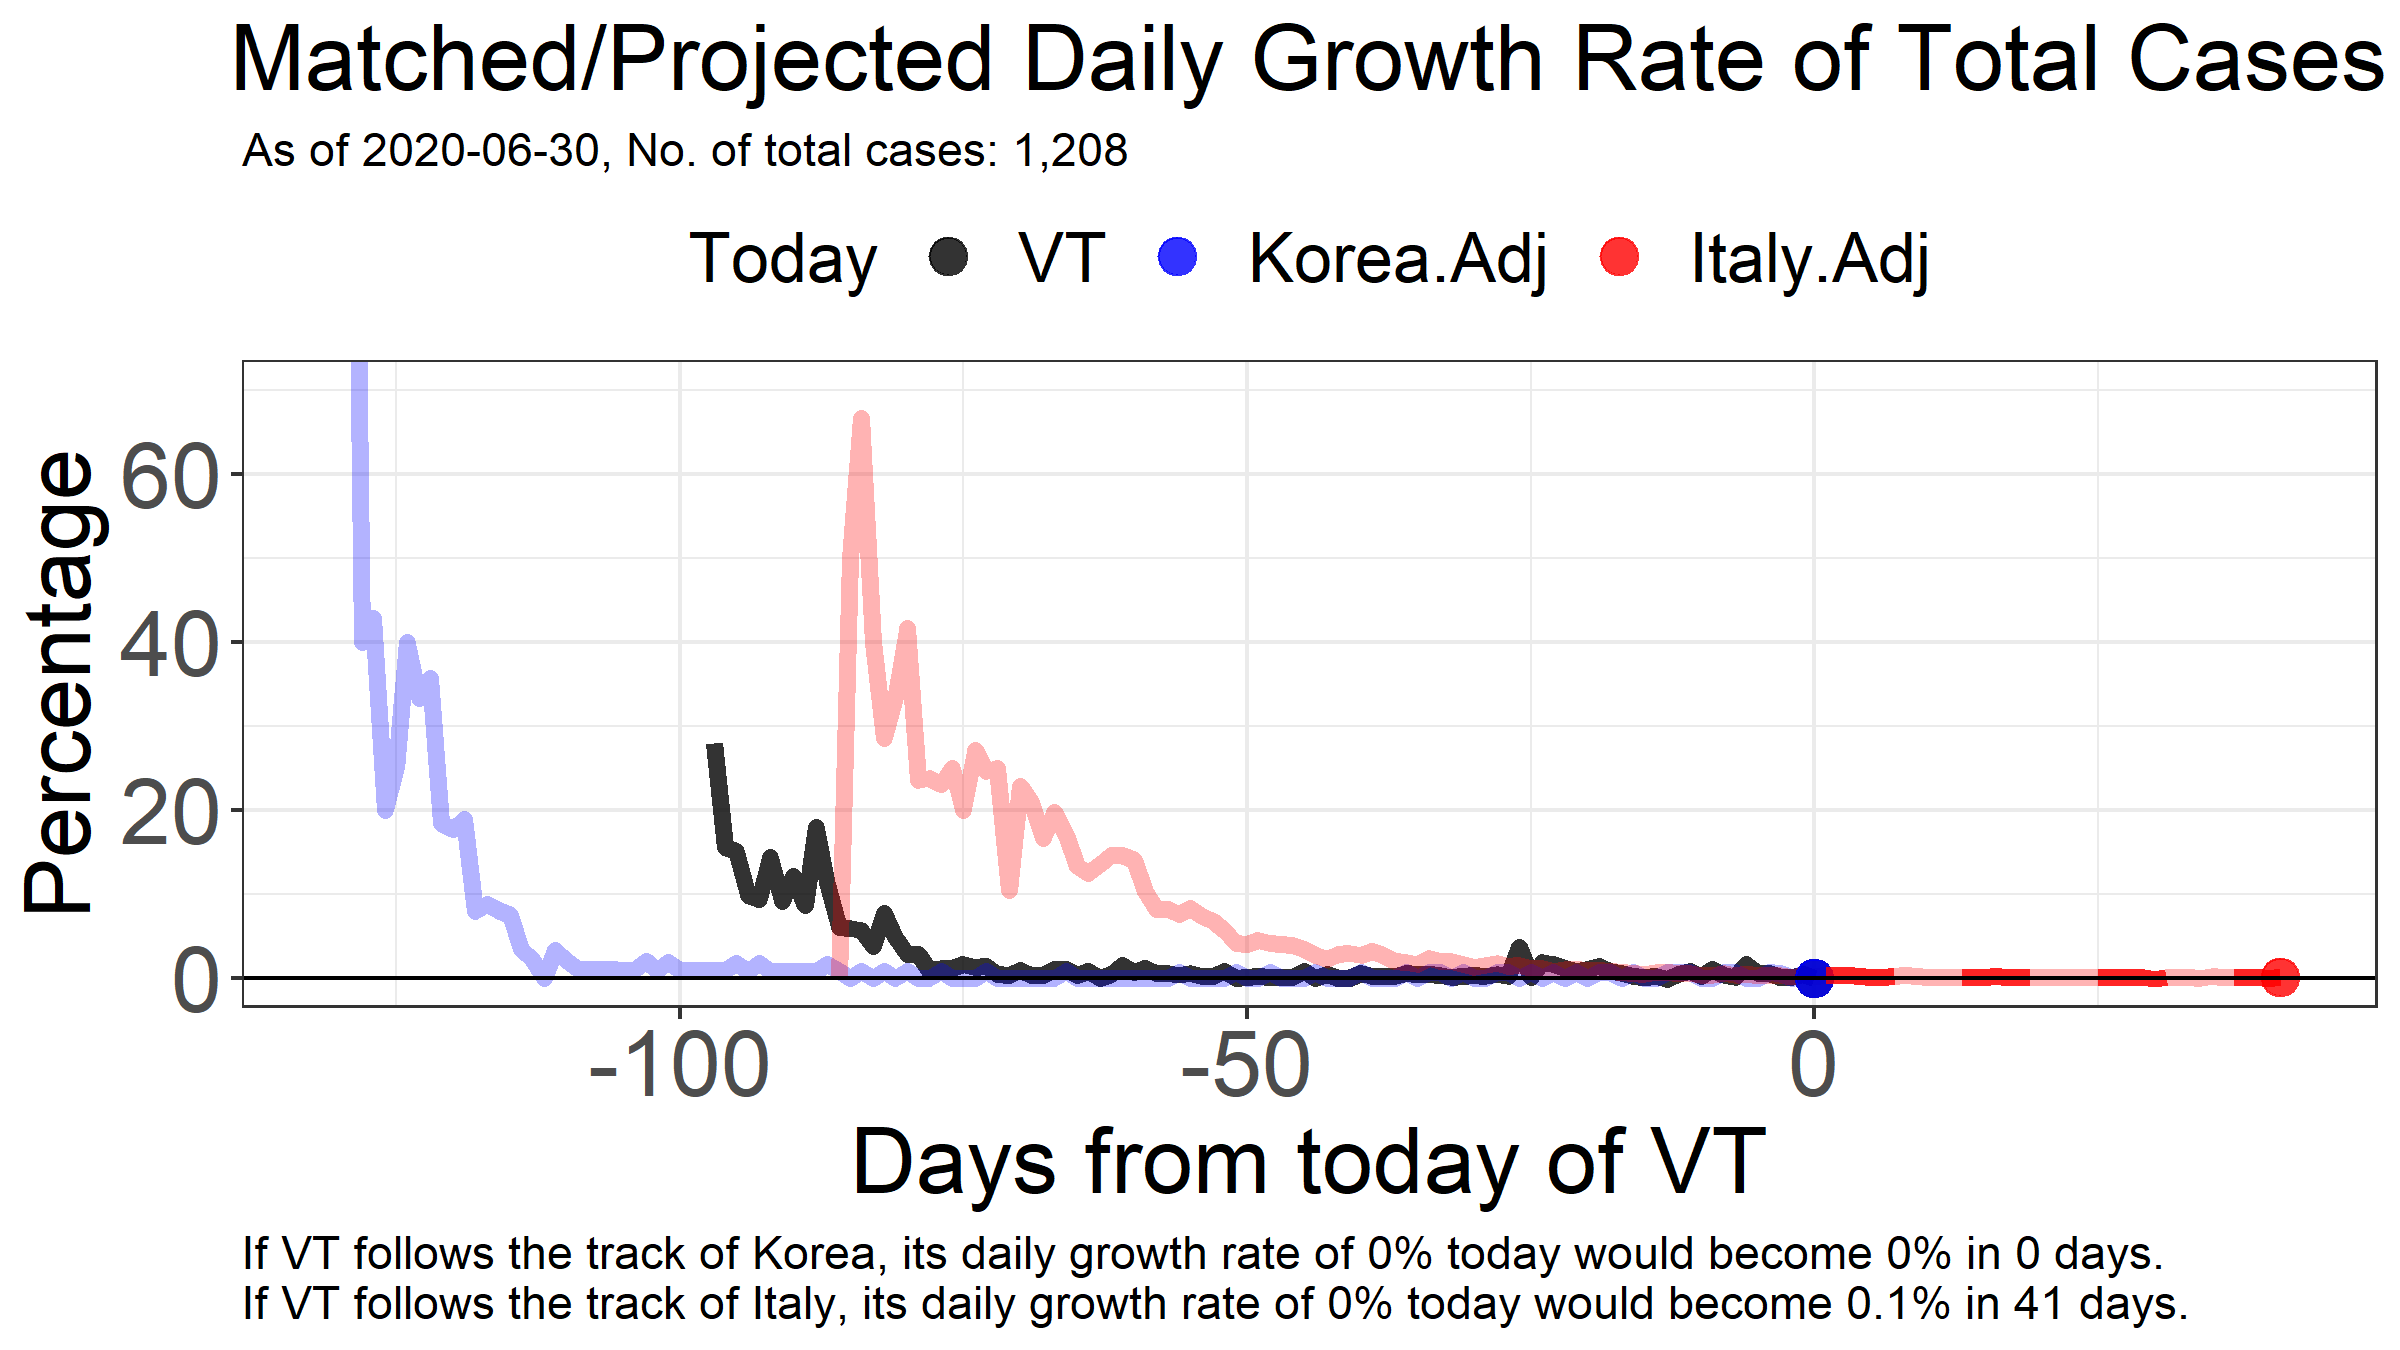 Matched/Projected Daily Growth Rate of Total Cases
As of 2020-06-30, No. of total cases: 1,208
Today VT Korea.Adj Italy.Adj
Percentage
60
40
20
0
-100 -50 0
Days from today of VT
If VT follows the track of Korea, its daily growth rate of 0% today would become 0% in 0 days.
If VT follows the track of Italy, its daily growth rate of 0% today would become 0.1% in 41 days.